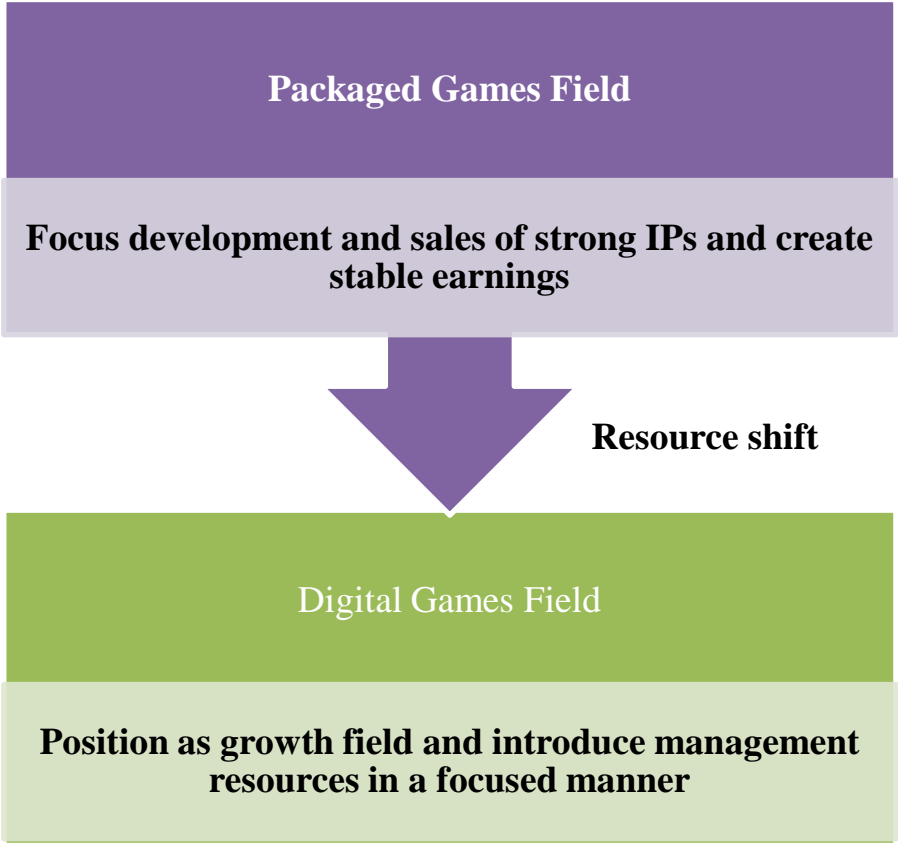 Packaged Games Field
Focus development and sales of strong IPs and create
stable earnings
Resource shift
Digital Games Field
Position as growth field and introduce management
resources in a focused manner